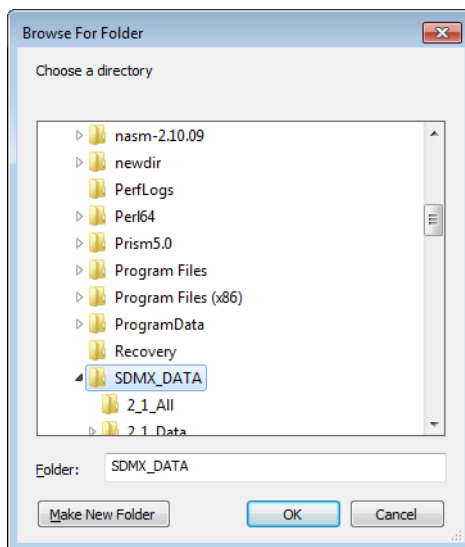 Browse For Folder
Choose a directory
nasm-2.10.09
newdir
PerfLogs
Perl64
Prism5.0
Program Files
Program Files (x86)
ProgramData
Recovery
SDMX_DATA
2_1_All
2_1_Data
Folder: SDMX_DATA
Make New Folder OK Cancel